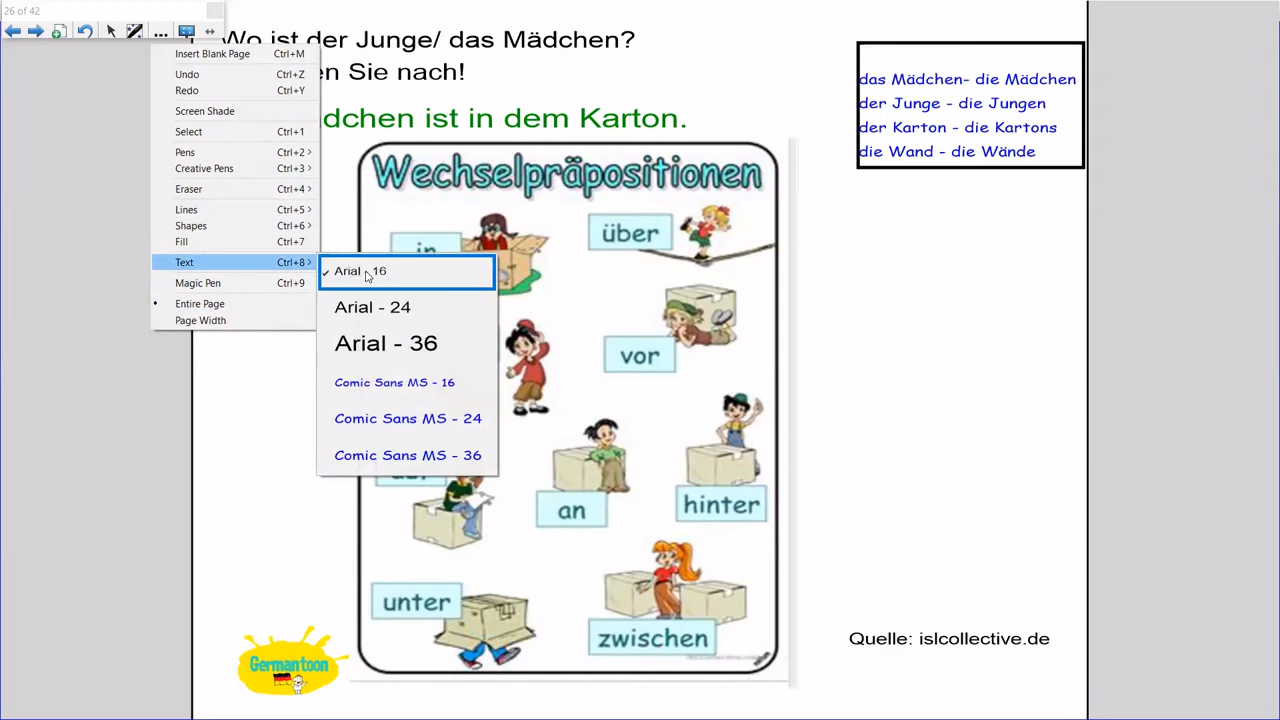 26 of 42
Wo ist der Junge/ das Mädchen?
en Sie nach!
dchen ist in dem Karton.
Insert Blank Page Ctrl+M
Undo Ctrl+Z
Redo Ctrl+Y
Screen Shade
Select Ctrl+1
Pens Ctrl+2
Creative Pens Ctrl+3
Eraser Ctrl+4
Lines Ctrl+5
Shapes Ctrl+6
Fill Ctrl+7
Text Ctrl+8
Magic Pen Ctrl+9
Entire Page
Page Width
Arial - 16
Arial - 24
Arial - 36
Comic Sans MS - 16
Comic Sans MS - 24
Comic Sans MS - 36
das Mädchen- die Mädchen
der Junge - die Jungen
der Karton - die Kartons
die Wand - die Wände
Wechselpräpositionen
in
über
vor
an
hinter
unter
zwischen
Germantoon
Quelle: islcollective.de